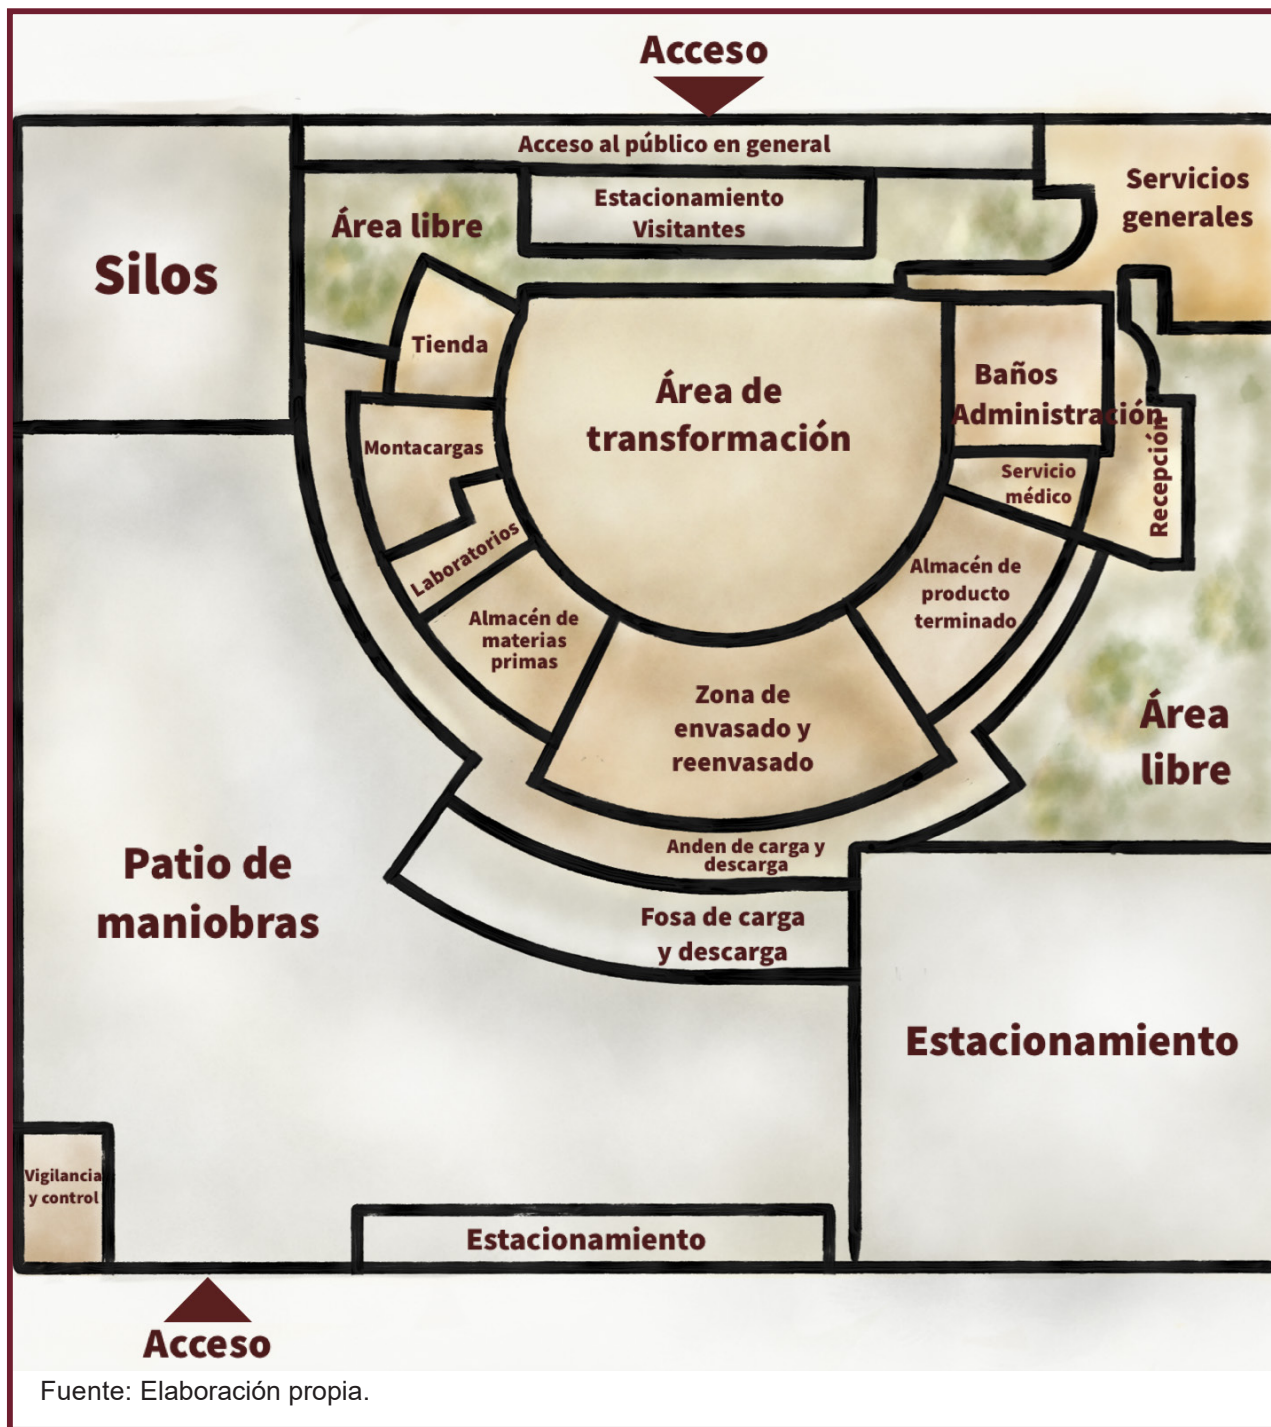 Acceso
Acceso al público en general
Estacionamiento
Visitantes
Servicios
generales
Área libre
Silos
Tienda
Área de
transformación
Baños
Administración
Montacargas
Servicio
médico
Recepción
Laboratorios
Almacén de
materias
primas
Almacén de
producto
terminado
Zona de
envasado y
reenvasado
Área
libre
Anden de carga y
descarga
Patio de
maniobras
Fosa de carga
y descarga
Estacionamiento
Vigilancia
y control
Estacionamiento
Acceso
Fuente: Elaboración propia.